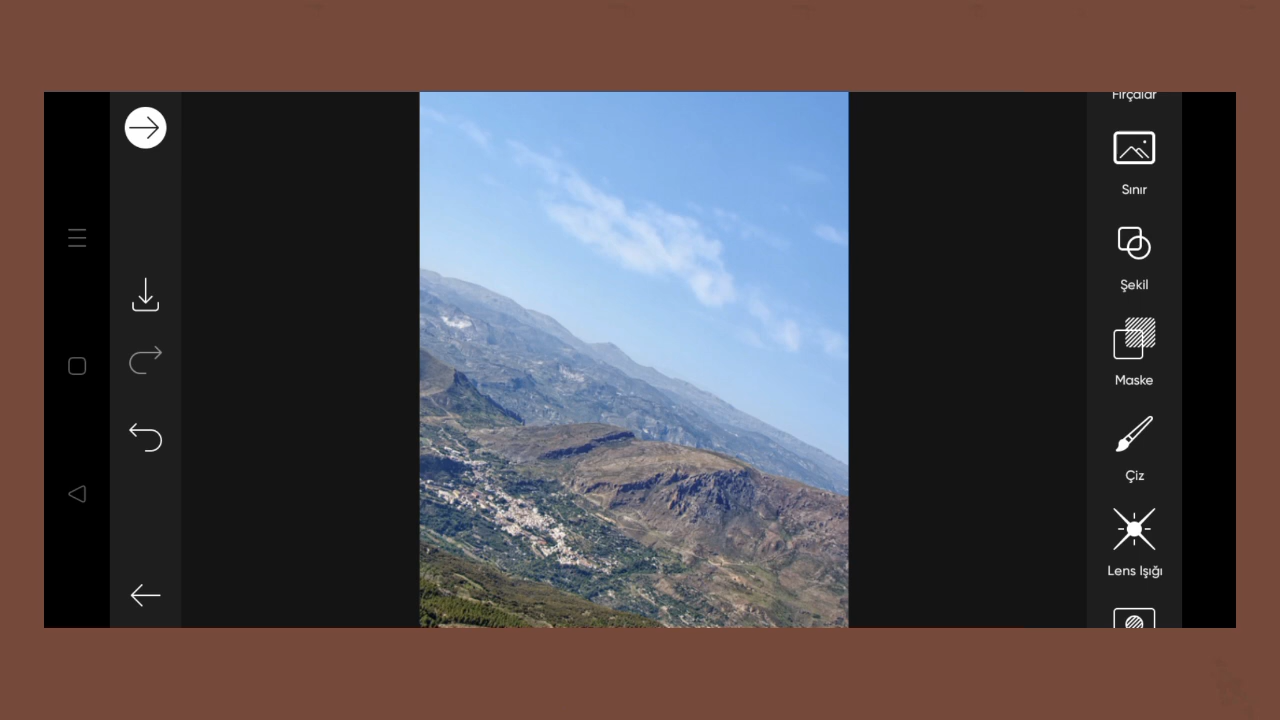 Fırçalar
Sınır
Şekil
Maske
Çiz
Lens Işığı